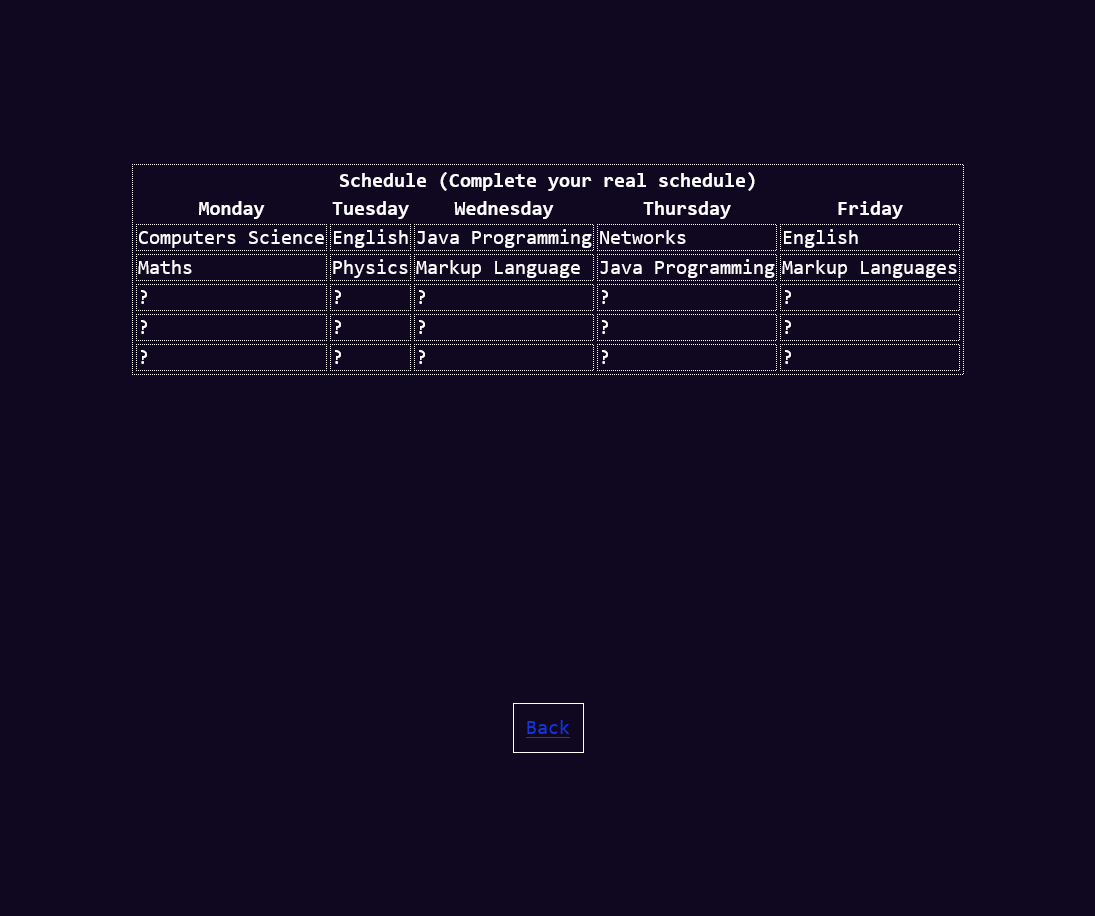 Schedule (Complete your real schedule)
Monday Tuesday Wednesday Thursday Friday
Computers Science English Java Programming Networks English
Maths Physics Markup Language Java Programming Markup Languages
? ? ? ? ?
? ? ? ? ?
? ? ? ? ?
Back